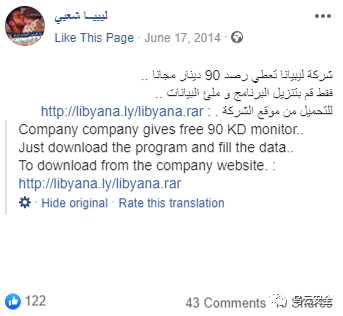 ليبيــا شعبي
Like This Page · June 17, 2014 ·
شركة ليبيانا تعطي رصد 90 دينار مجانا ..
فقط قم بتنزيل البرنامج و ملئ البيانات ..
للتحميل من موقع الشركة . : http://libyana.ly/libyana.rar
Company company gives free 90 KD monitor..
Just download the program and fill the data..
To download from the company website. :
http://libyana.ly/libyana.rar
Hide original · Rate this translation
122
43 Comments 10 Shares